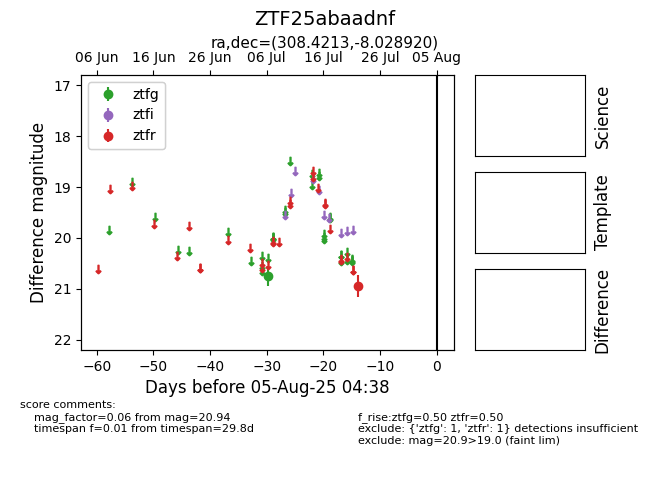 ZTF25abaadnf
ra,dec=(308.4213,-8.028920)
06 Jun 16 Jun 26 Jun 06 Jul 16 Jul 26 Jul 05 Aug
17
18
19
20
21
22
Difference magnitude
ztfg
ztfi
ztfr
−60 −50 −40 −30 −20 −10 0
Days before 05-Aug-25 04:38
Science
Template
Difference
score comments:
mag_factor=0.06 from mag=20.94
timespan f=0.01 from timespan=29.8d
f_rise:ztfg=0.50 ztfr=0.50
exclude: {'ztfg': 1, 'ztfr': 1} detections insufficient
exclude: mag=20.9>19.0 (faint lim)